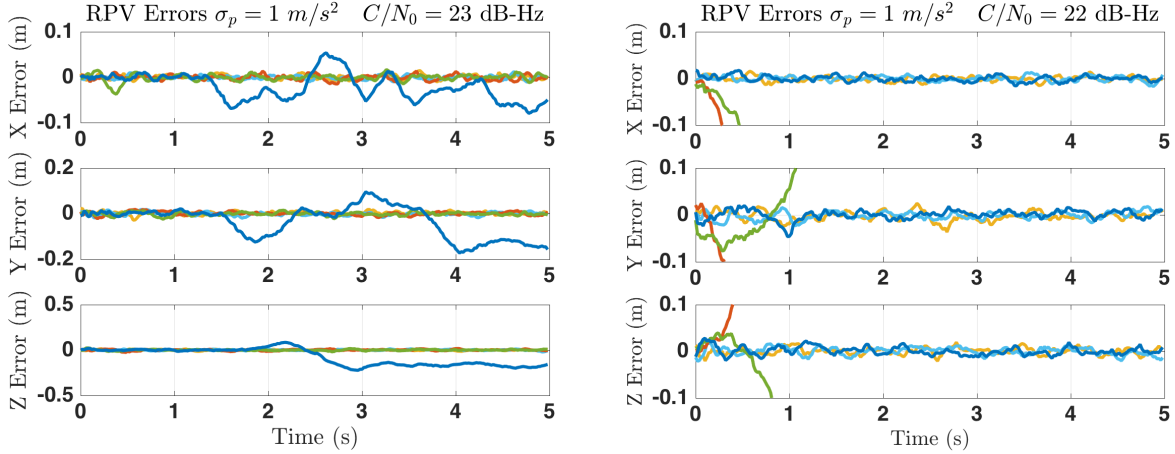 RPV Errors σ_p = 1 m/s² C/N₀ = 23 dB-Hz
X Error (m)
0.1
0
-0.1
0 1 2 3 4 5
Y Error (m)
0.2
0
-0.2
0 1 2 3 4 5
Z Error (m)
0.5
0
-0.5
0 1 2 3 4 5
Time (s)
RPV Errors σ_p = 1 m/s² C/N₀ = 22 dB-Hz
X Error (m)
0.1
0
-0.1
0 1 2 3 4 5
Y Error (m)
0.1
0
-0.1
0 1 2 3 4 5
Z Error (m)
0.1
0
-0.1
0 1 2 3 4 5
Time (s)